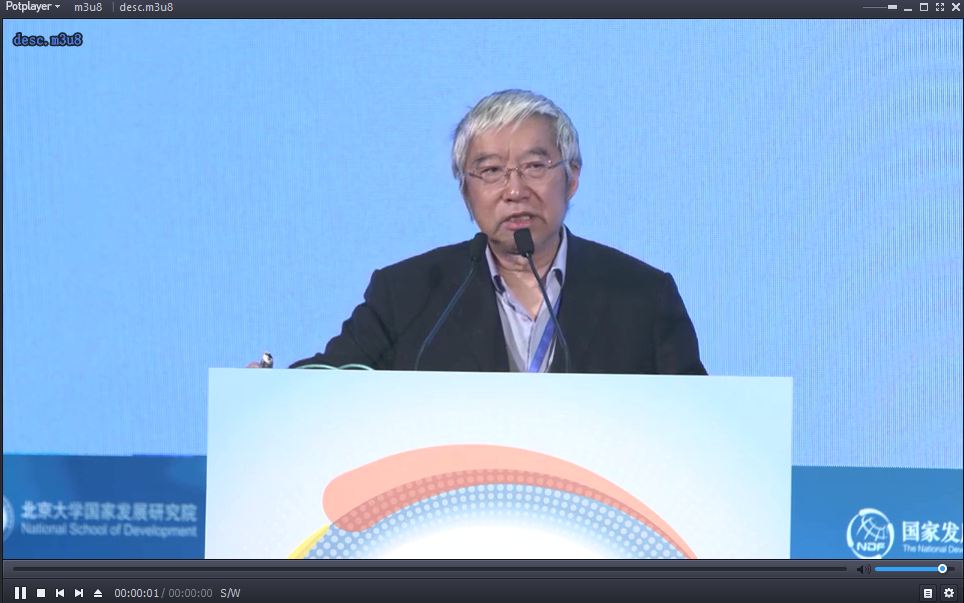 Potplayer m3u8 desc.m3u8
desc.m3u8
北京大学国家发展研究院
National School of Development
NDF
国家发
The National Dev
00:00:01 / 00:00:00 S/W